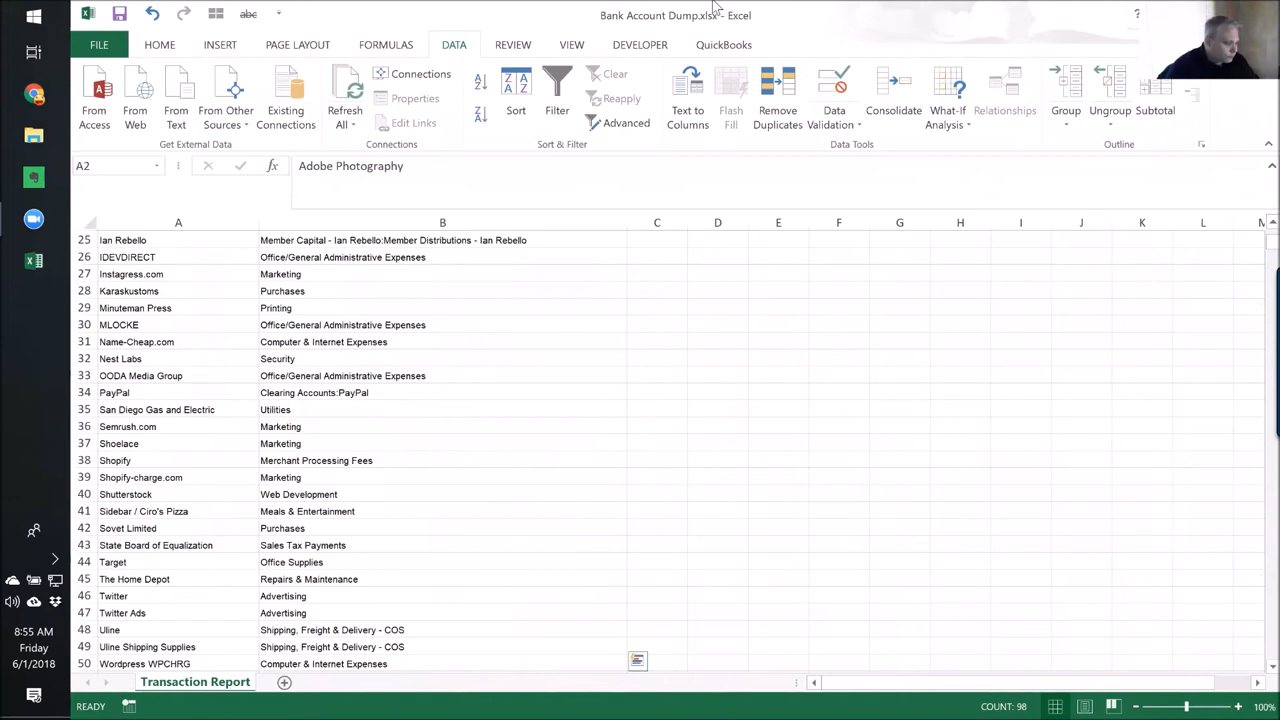 abc
Bank Account Dump.xlsx - Excel
?
FILE HOME INSERT PAGE LAYOUT FORMULAS DATA REVIEW VIEW DEVELOPER QuickBooks
From Access
From Web
From Text
From Other Sources
Existing Connections
Get External Data
Refresh All
Connections
Properties
Edit Links
Connections
Sort
Filter
Clear
Reapply
Advanced
Sort & Filter
Text to Columns
Flash Fill
Remove Duplicates
Data Validation
Consolidate
What-If Analysis
Relationships
Data Tools
Group
Ungroup
Subtotal
Outline
A2 fx Adobe Photography
A B C D E F G H I J K L M
25 Ian Rebello Member Capital - Ian Rebello:Member Distributions - Ian Rebello
26 IDEVDIRECT Office/General Administrative Expenses
27 Instagress.com Marketing
28 Karaskustoms Purchases
29 Minuteman Press Printing
30 MLOCKE Office/General Administrative Expenses
31 Name-Cheap.com Computer & Internet Expenses
32 Nest Labs Security
33 OODA Media Group Office/General Administrative Expenses
34 PayPal Clearing Accounts:PayPal
35 San Diego Gas and Electric Utilities
36 Semrush.com Marketing
37 Shoelace Marketing
38 Shopify Merchant Processing Fees
39 Shopify-charge.com Marketing
40 Shutterstock Web Development
41 Sidebar / Ciro's Pizza Meals & Entertainment
42 Sovet Limited Purchases
43 State Board of Equalization Sales Tax Payments
44 Target Office Supplies
45 The Home Depot Repairs & Maintenance
46 Twitter Advertising
47 Twitter Ads Advertising
48 Uline Shipping, Freight & Delivery - COS
49 Uline Shipping Supplies Shipping, Freight & Delivery - COS
50 Wordpress WPCHRG Computer & Internet Expenses
Transaction Report
READY COUNT: 98 100%
8:55 AM
Friday
6/1/2018